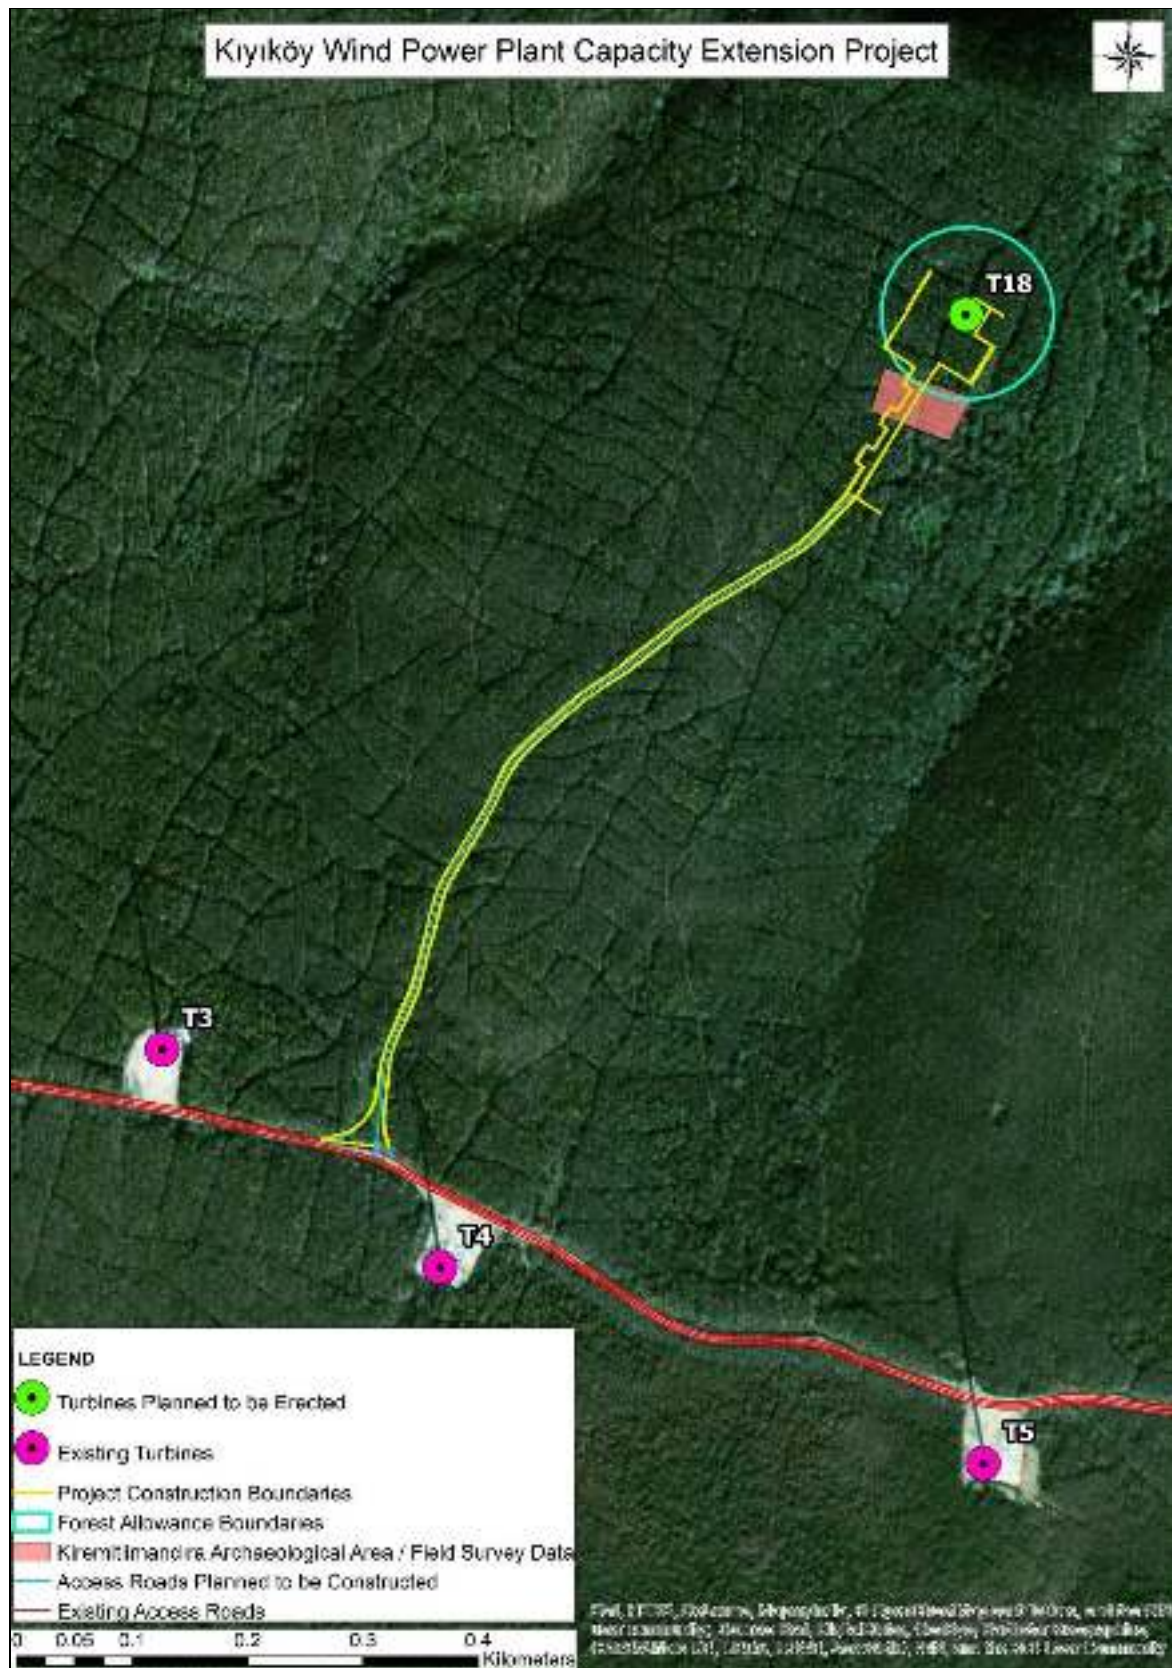 Kıyıköy Wind Power Plant Capacity Extension Project
T18
T3
T4
T5
LEGEND
Turbines Planned to be Erected
Existing Turbines
Project Construction Boundaries
Forest Allowance Boundaries
Kiremitlimandıra Archaeological Area / Field Survey Data
Access Roads Planned to be Constructed
Existing Access Roads
0 0.05 0.1 0.2 0.3 0.4
Kilometers